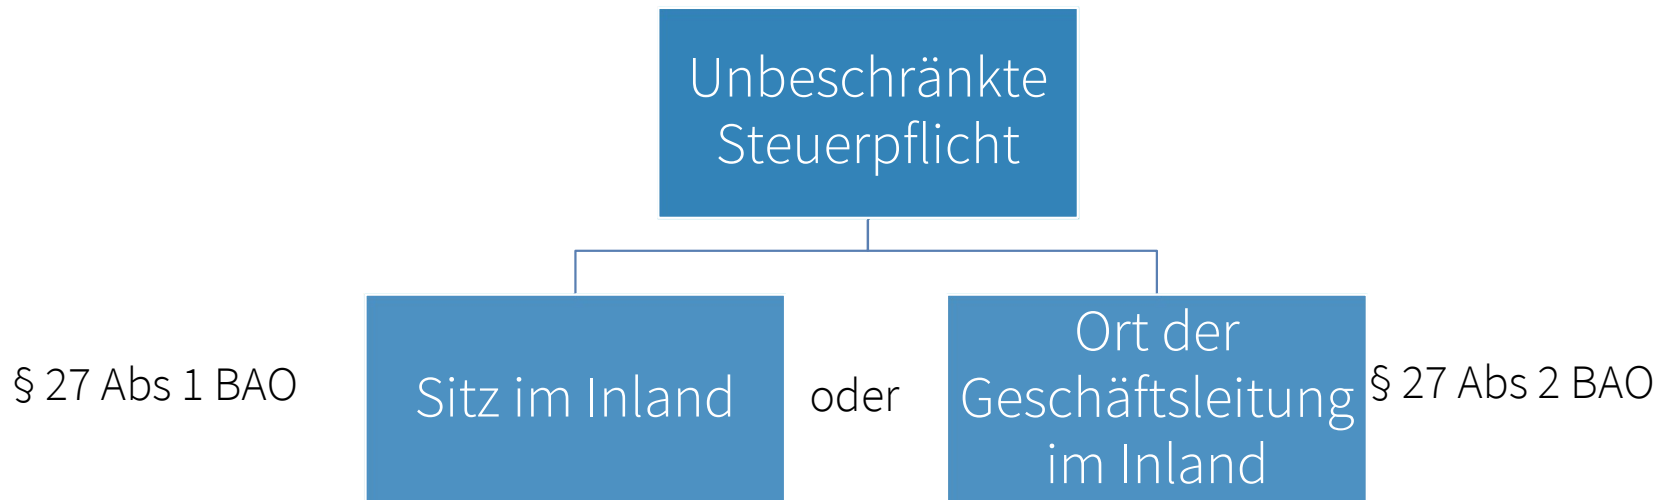 Unbeschränkte
Steuerpflicht
§ 27 Abs 1 BAO
Sitz im Inland
oder
Ort der
Geschäftsleitung
im Inland
§ 27 Abs 2 BAO